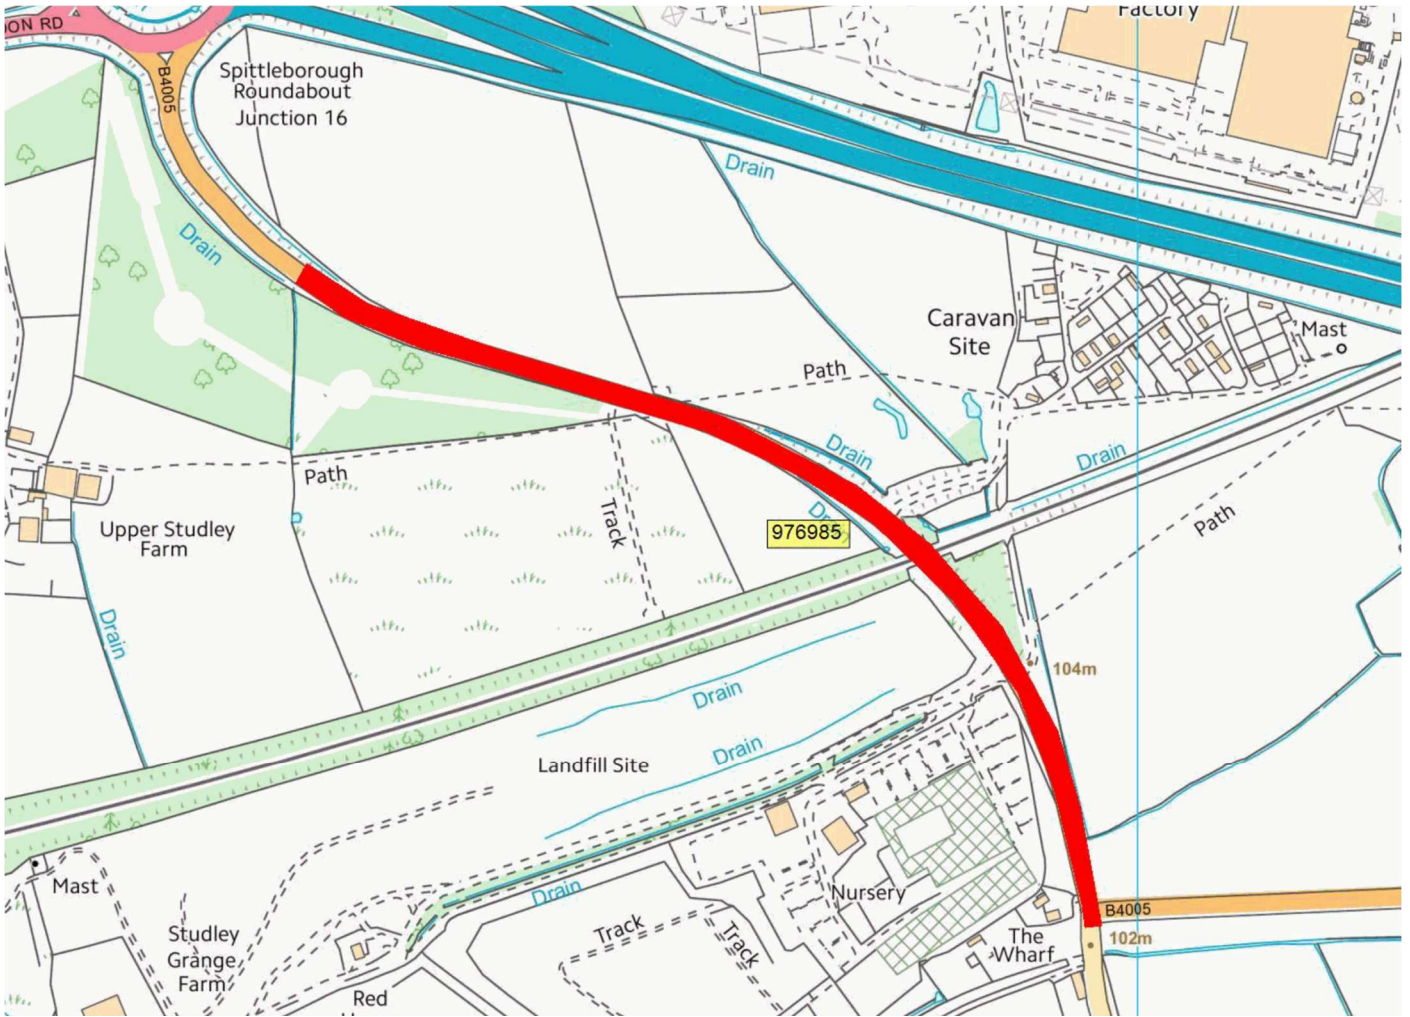 Factory
ON RD
B4005
Spittleborough
Roundabout
Junction 16
Drain
Drain
Caravan
Site
Mast
Path
Drain
Drain
Path
Path
Track
976985
Upper Studley
Farm
Drain
104m
Drain
Drain
Landfill Site
Mast
Drain
Nursery
B4005
Track
Track
The
Wharf
102m
Studley
Grange
Farm
Red